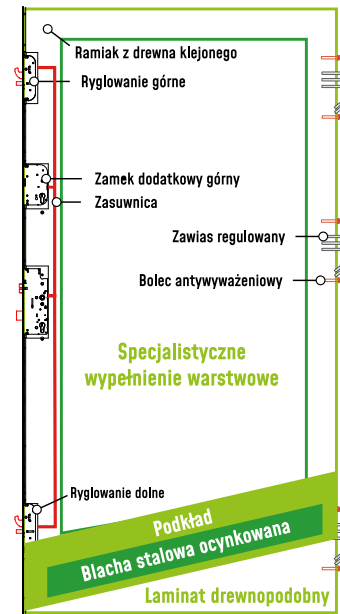 Ramiak z drewna klejonego
Ryglowanie górne
Zamek dodatkowy górny
Zasuwnica
Zawias regulowany
Bolec antywyważeniowy
Specjalistyczne
wypełnienie warstwowe
Ryglowanie dolne
Podkład
Blacha stalowa ocynkowana
Laminat drewnopodobny